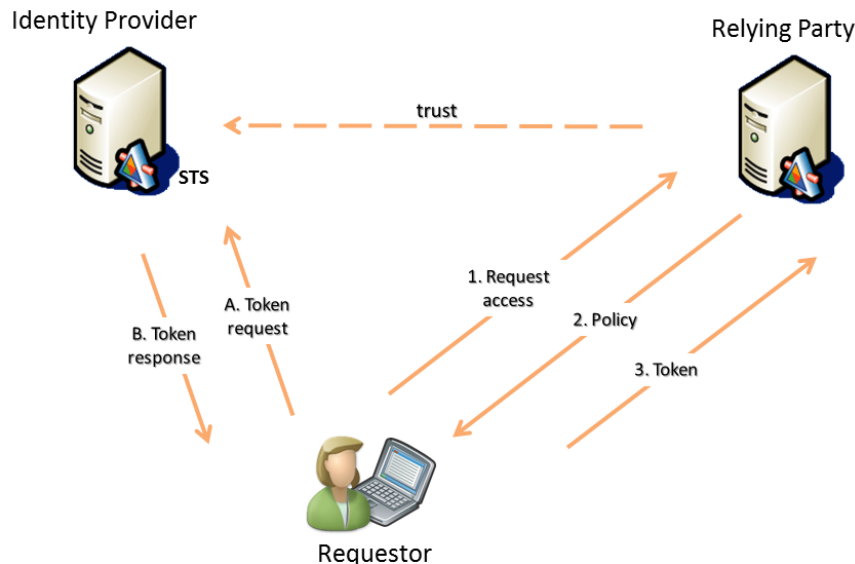 Identity Provider
Relying Party
trust
STS
1. Request
access
A. Token
request
2. Policy
B. Token
response
3. Token
Requestor